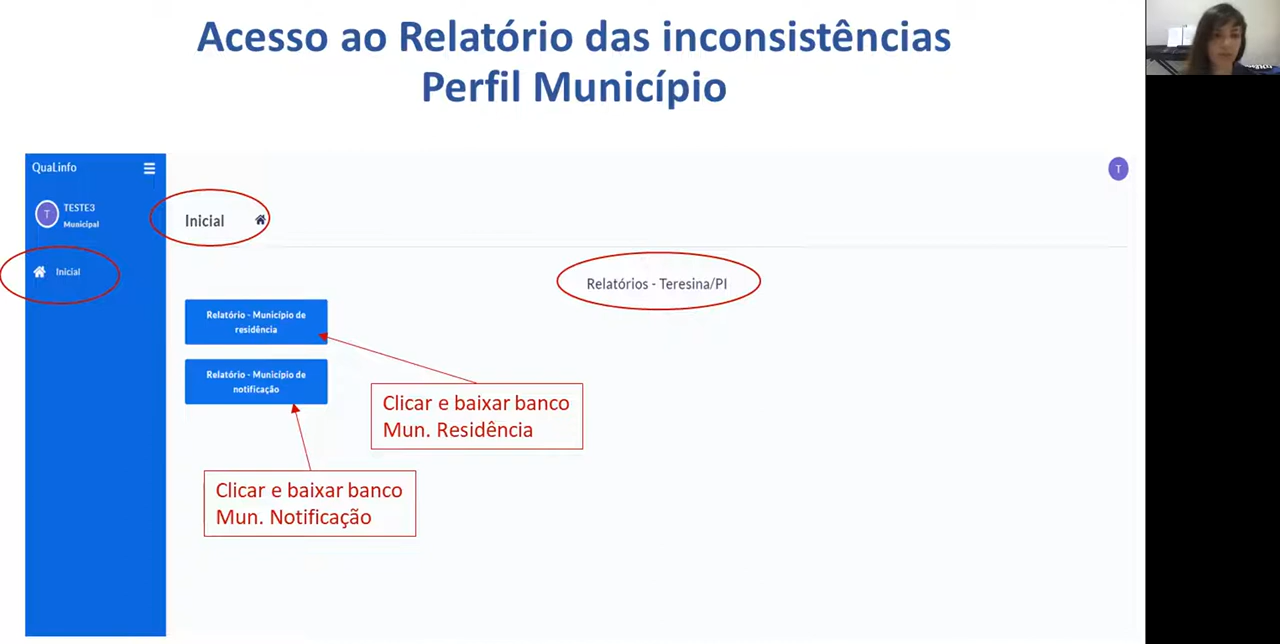 Acesso ao Relatório das inconsistências
Perfil Município
QuaLinfo
T
TESTE3
Municipal
Inicial
T
Inicial
Relatórios - Teresina/PI
Relatório - Município de
residência
Relatório - Município de
notificação
Clicar e baixar banco
Mun. Residência
Clicar e baixar banco
Mun. Notificação